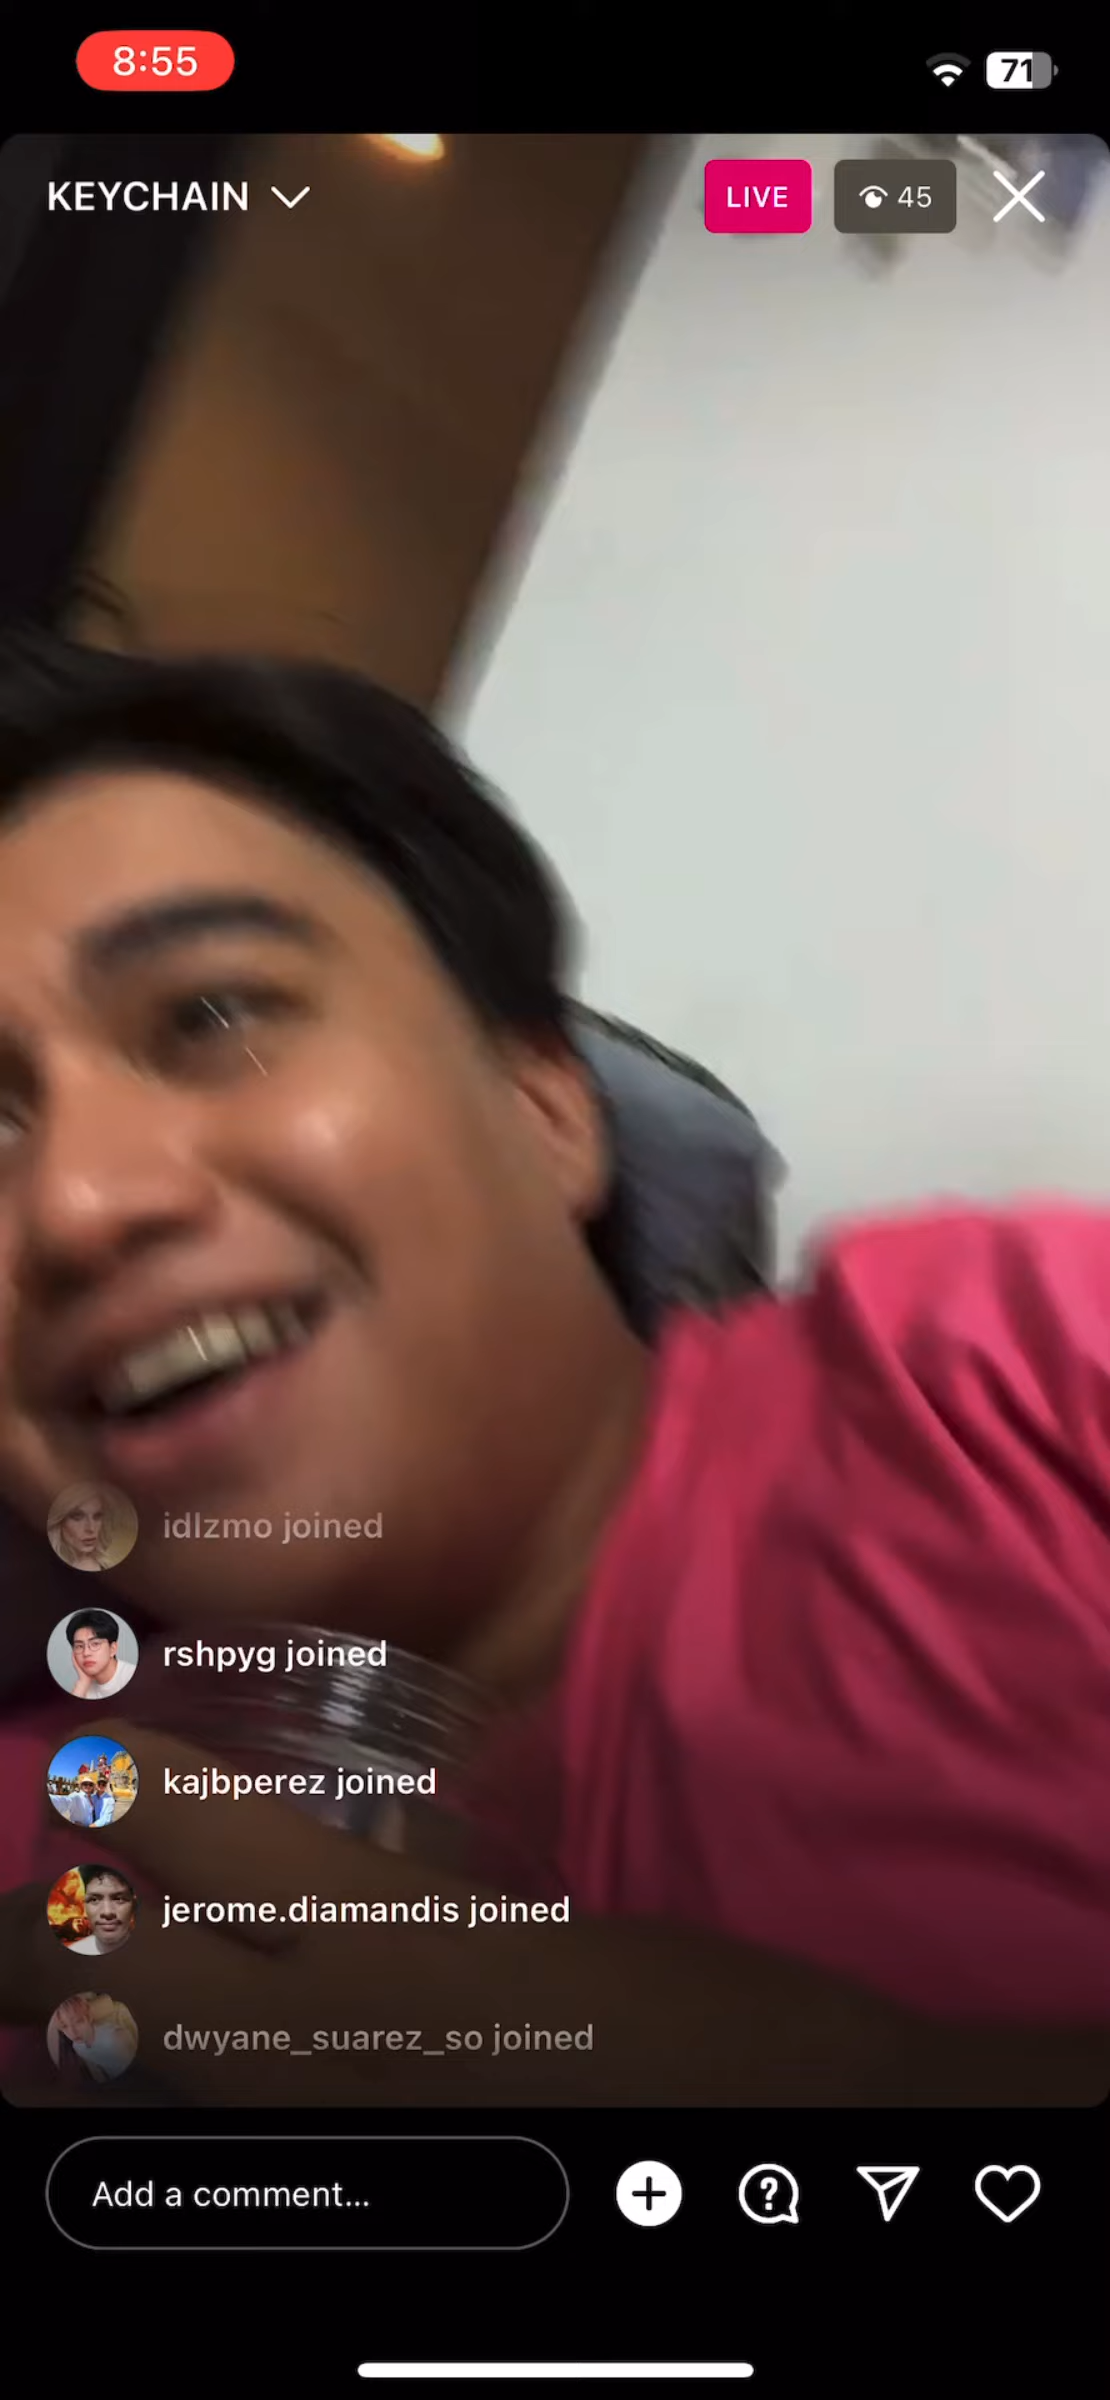 8:55
71
KEYCHAIN
LIVE
45
idlzmo joined
rshpyg joined
kajbperez joined
jerome.diamandis joined
dwyane_suarez_so joined
Add a comment...